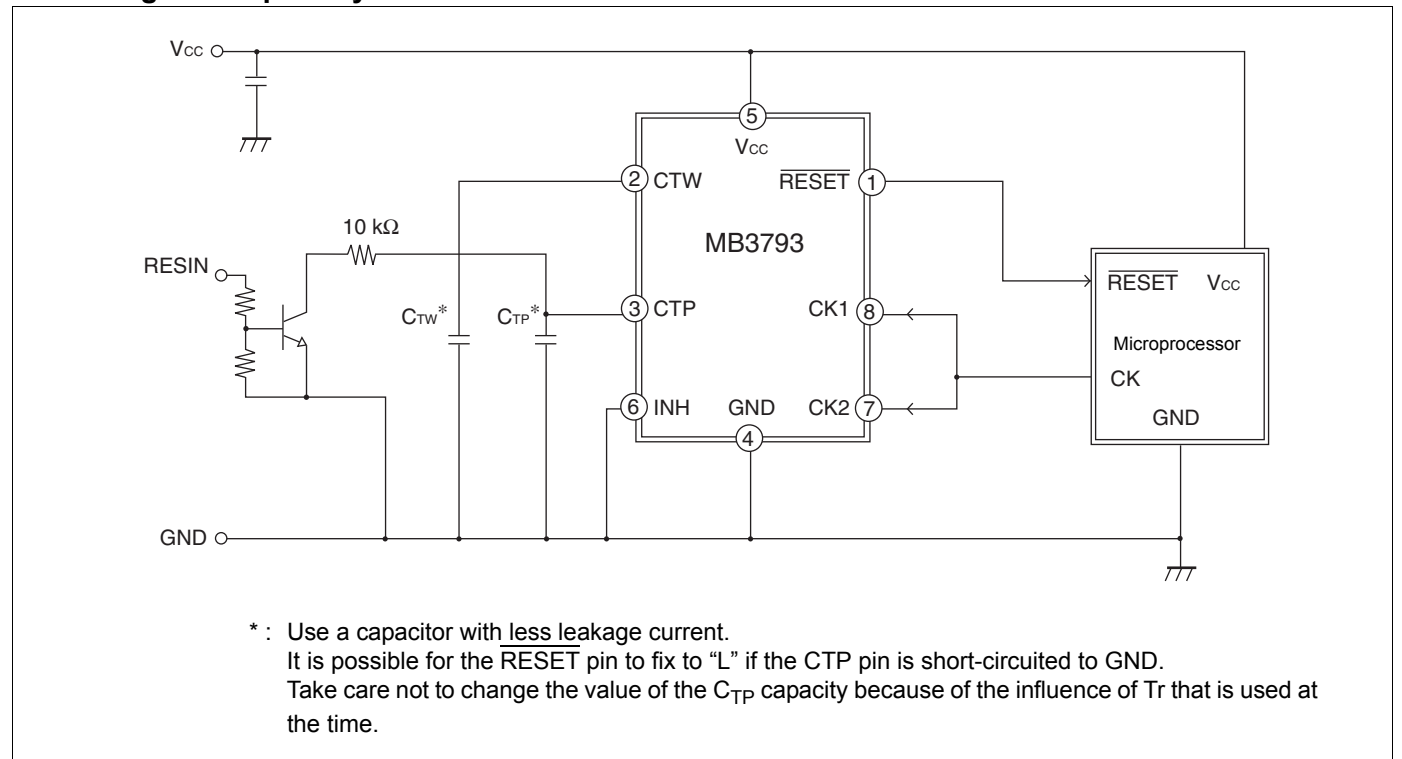 Vcc
5
Vcc
2 CTW
RESET 1
10 kΩ
MB3793
RESIN
RESET Vcc
CTW*
CTP*
3 CTP
CK1 8
Microprocessor
CK
6 INH
GND
CK2 7
GND
4
GND
* : Use a capacitor with less leakage current.
It is possible for the RESET pin to fix to “L” if the CTP pin is short-circuited to GND.
Take care not to change the value of the CTP capacity because of the influence of Tr that is used at
the time.